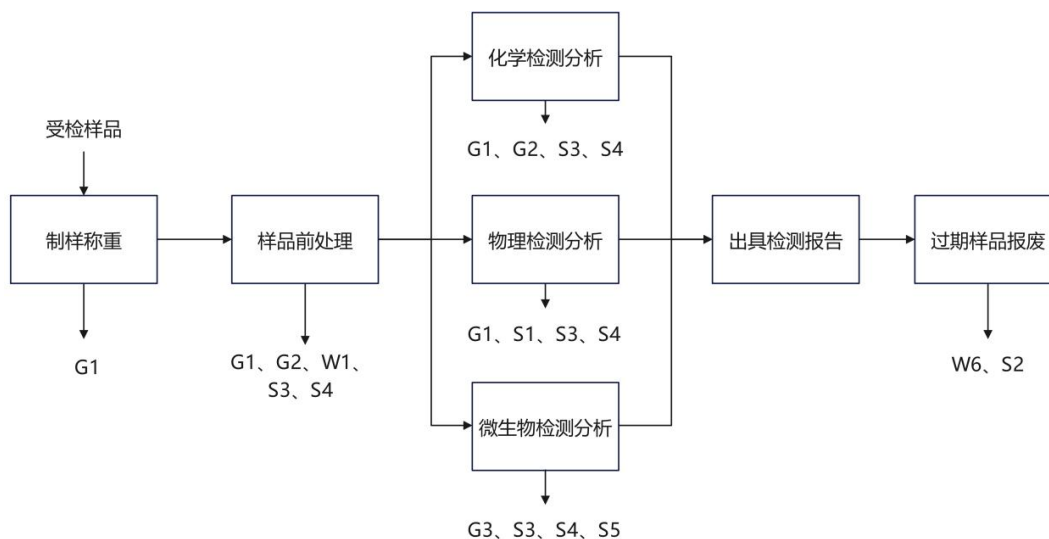 化学检测分析
G1、G2、S3、S4
受检样品
制样称重
G1
样品前处理
G1、G2、W1、
S3、S4
物理检测分析
G1、S1、S3、S4
微生物检测分析
G3、S3、S4、S5
出具检测报告
过期样品报废
W6、S2